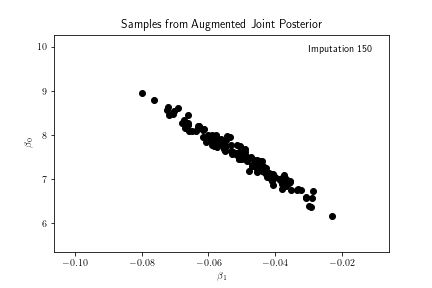 Samples from Augmented Joint Posterior
Imputation 150
10
9
8
7
6
β0
−0.10 −0.08 −0.06 −0.04 −0.02
β1